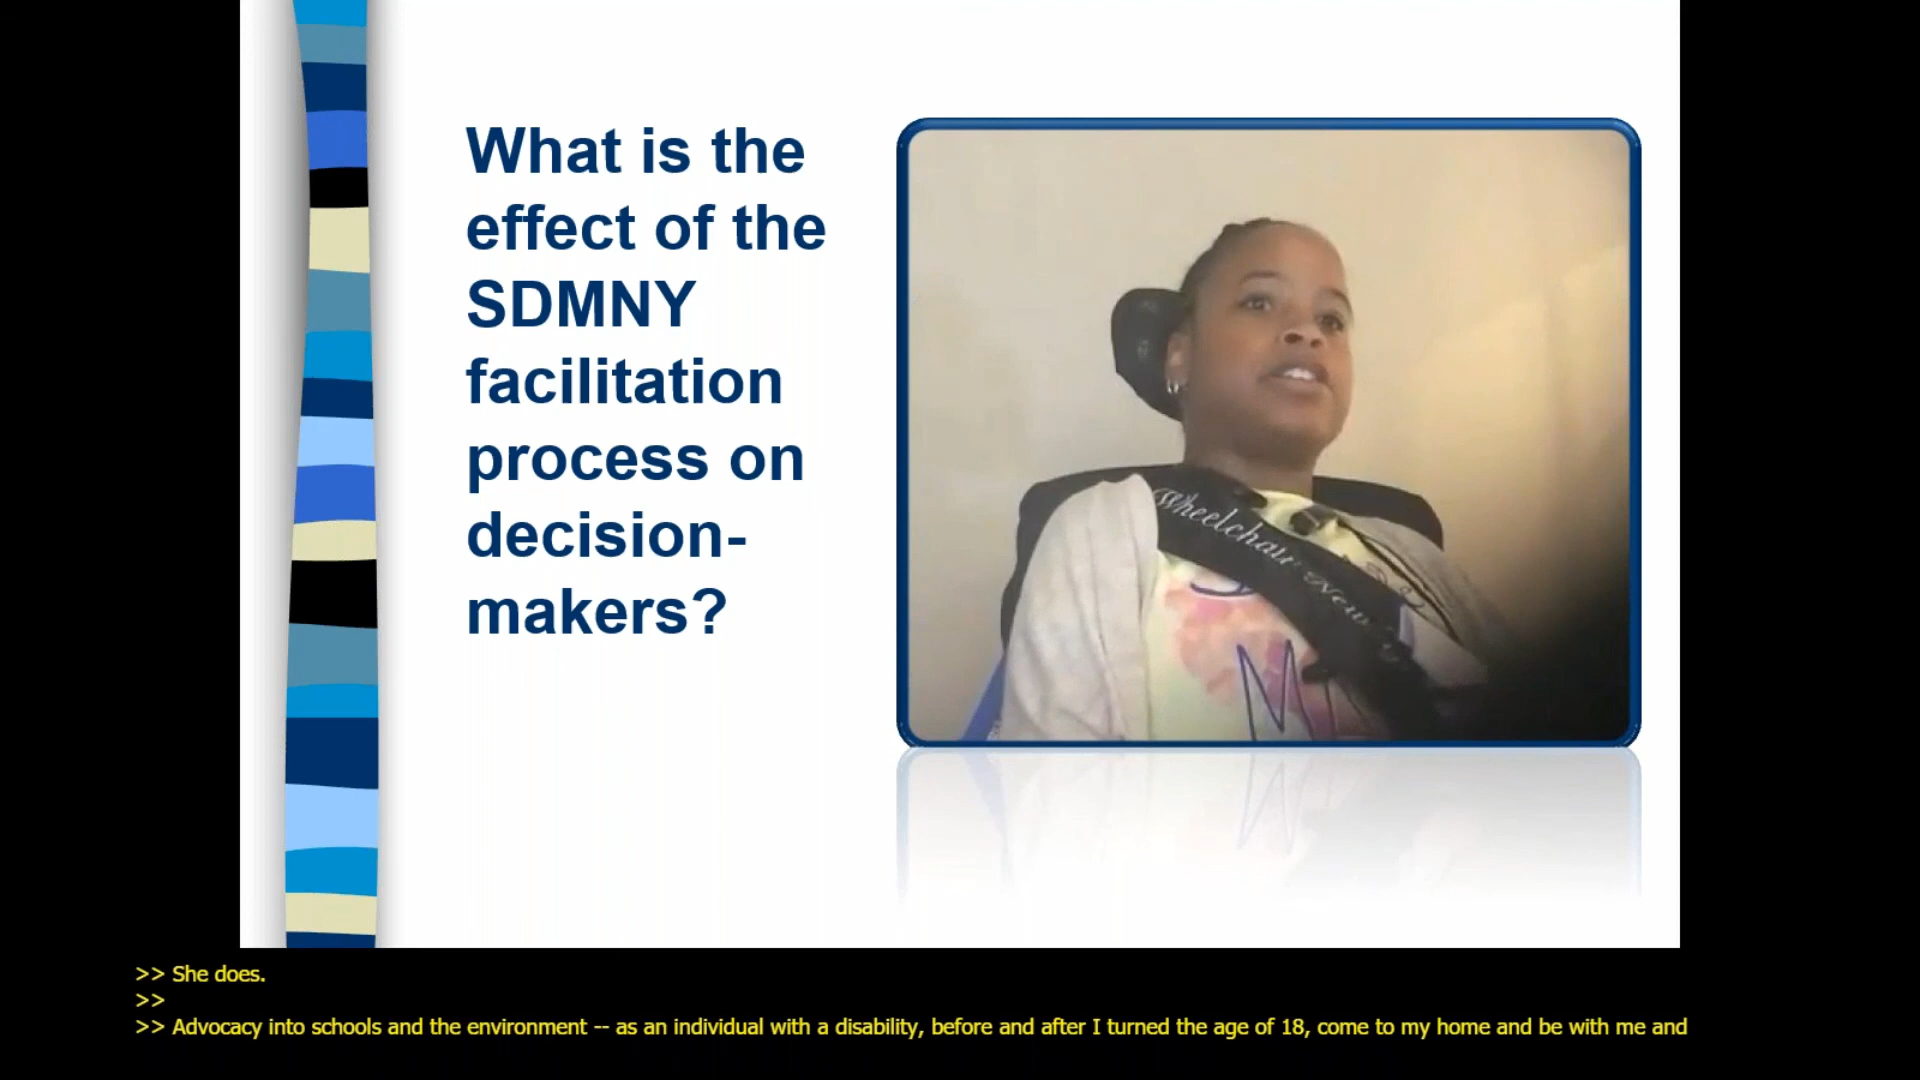 What is the
effect of the
SDMNY
facilitation
process on
decision-
makers?
Wheelchair New
M
>> She does.
>>
>> Advocacy into schools and the environment -- as an individual with a disability, before and after I turned the age of 18, come to my home and be with me and